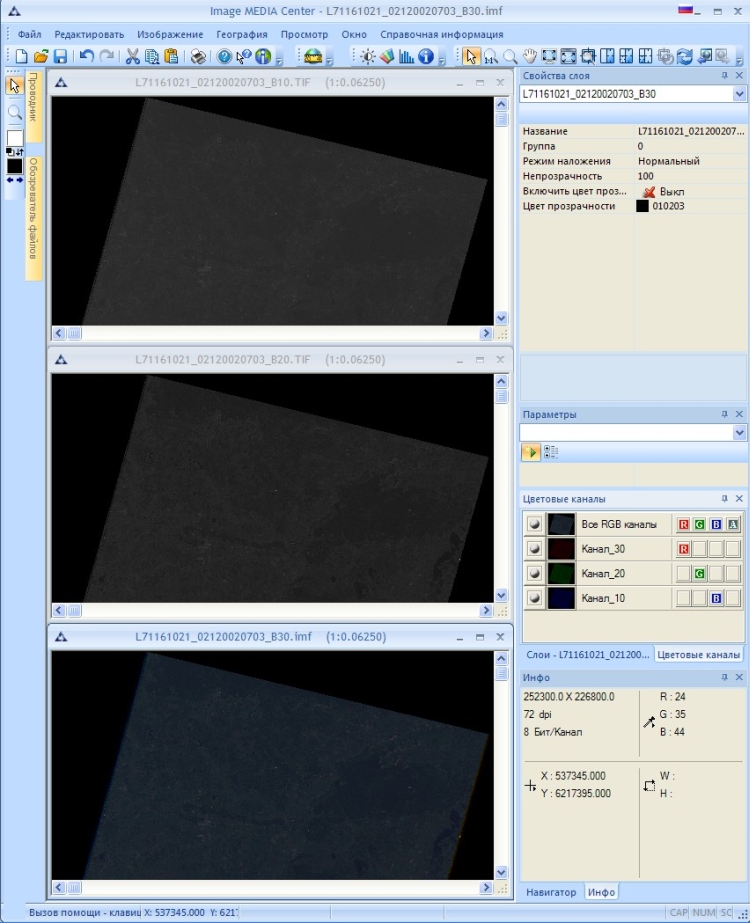 Image MEDIA Center - L71161021_02120020703_B30.imf
Файл Редактировать Изображение География Просмотр Окно Справочная информация
Проводник
Обозреватель файлов
L71161021_02120020703_B10.TIF (1:0.06250)
L71161021_02120020703_B20.TIF (1:0.06250)
L71161021_02120020703_B30.imf (1:0.06250)
Свойства слоя
L71161021_02120020703_B30
Название L71161021_021200207...
Группа 0
Режим наложения Нормальный
Непрозрачность 100
Включить цвет проз... Выкл
Цвет прозрачности 010203
Параметры
Цветовые каналы
Все RGB каналы R G B A
Канал_30 R
Канал_20 G
Канал_10 B
Слои - L71161021_021200... Цветовые каналы
Инфо
252300.0 X 226800.0 R : 24
72 dpi G : 35
8 Бит/Канал B : 44
X : 537345.000 W :
Y : 6217395.000 H :
Навигатор Инфо
Вызов помощи - клавиц X: 537345.000 Y: 621 CAP NUM SC